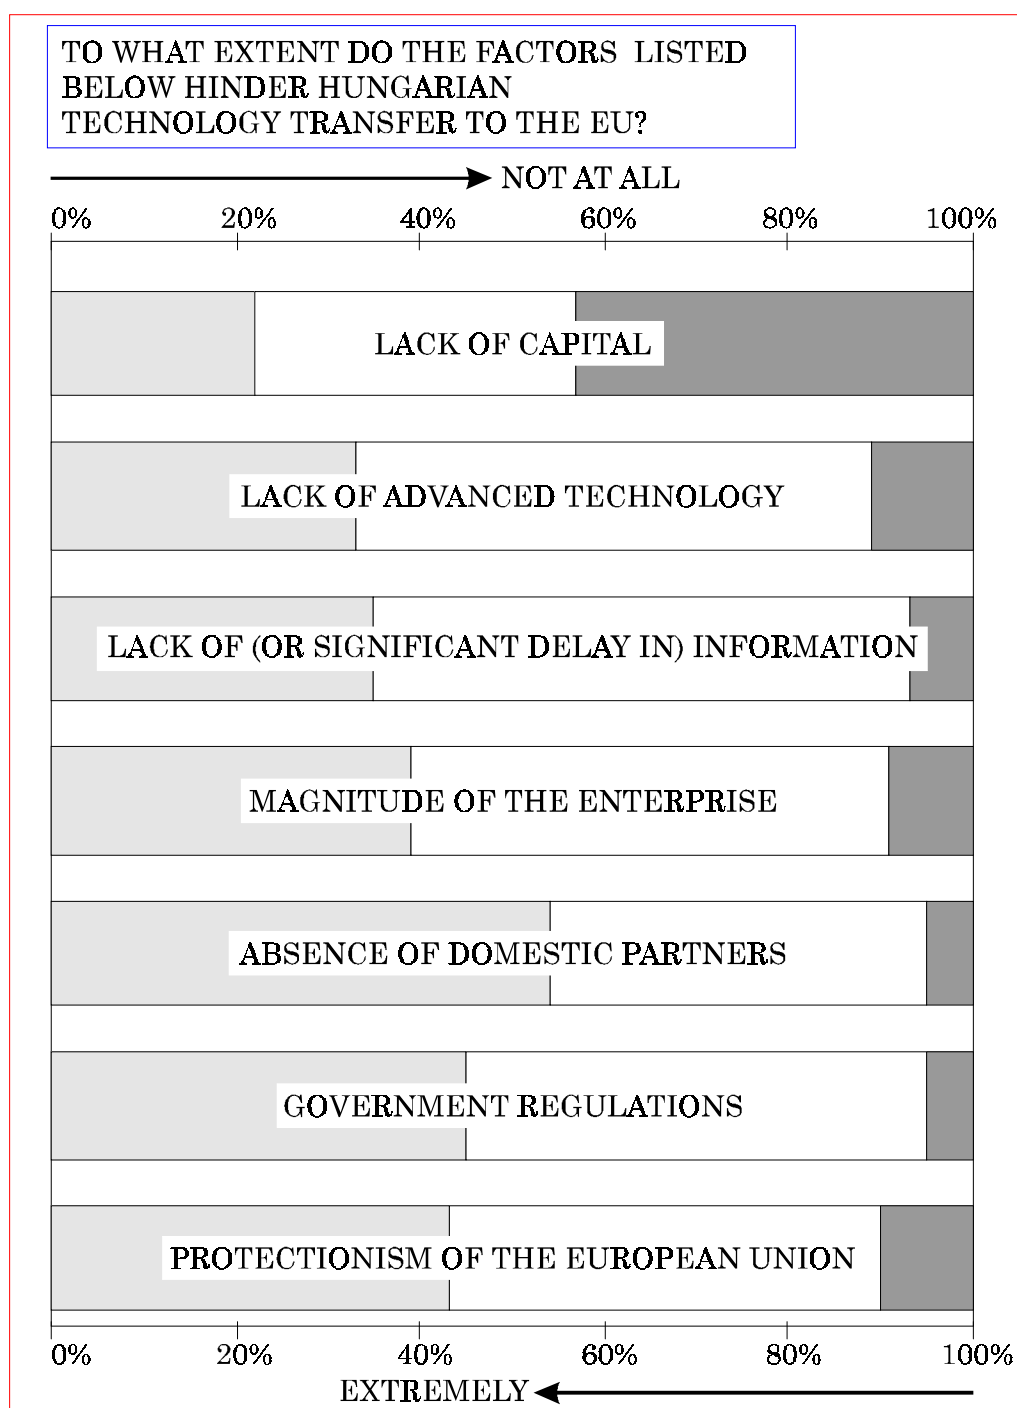 TO WHAT EXTENT DO THE FACTORS LISTED
BELOW HINDER HUNGARIAN
TECHNOLOGY TRANSFER TO THE EU?
NOT AT ALL
0% 20% 40% 60% 80% 100%
LACK OF CAPITAL
LACK OF ADVANCED TECHNOLOGY
LACK OF (OR SIGNIFICANT DELAY IN) INFORMATION
MAGNITUDE OF THE ENTERPRISE
ABSENCE OF DOMESTIC PARTNERS
GOVERNMENT REGULATIONS
PROTECTIONISM OF THE EUROPEAN UNION
0% 20% 40% 60% 80% 100%
EXTREMELY